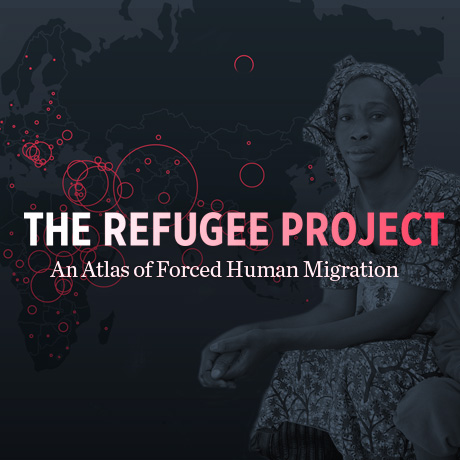 THE REFUGEE PROJECT
An Atlas of Forced Human Migration